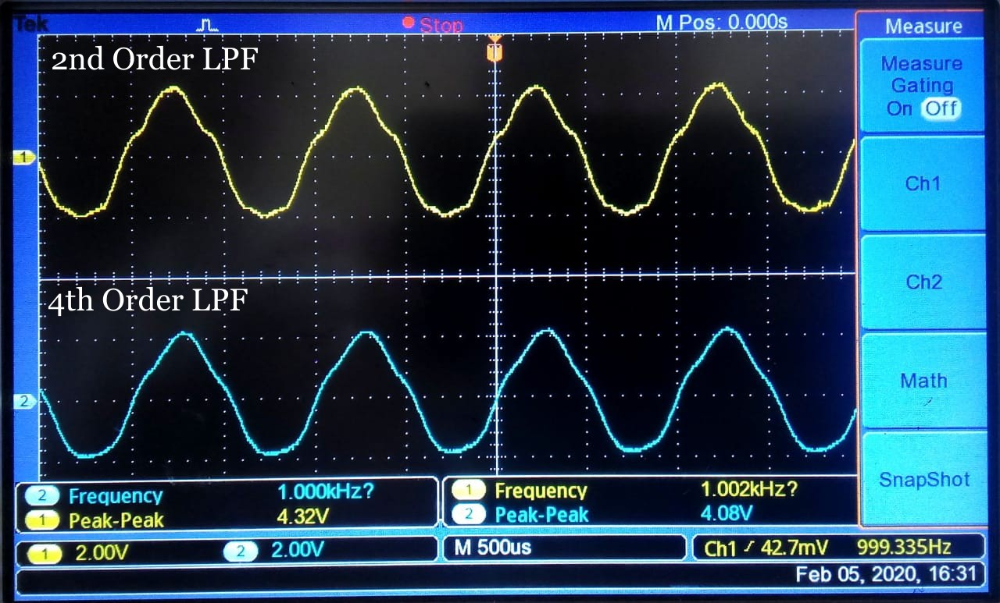 Tek
Stop
M Pos: 0.000s
Measure
2nd Order LPF
Measure
Gating
On Off
1
Ch1
Ch2
4th Order LPF
Math
2
SnapShot
2 Frequency 1.000kHz?
1 Peak-Peak 4.32V
1 Frequency 1.002kHz?
2 Peak-Peak 4.08V
1 2.00V 2 2.00V M 500us Ch1 42.7mV 999.335Hz
Feb 05, 2020, 16:31